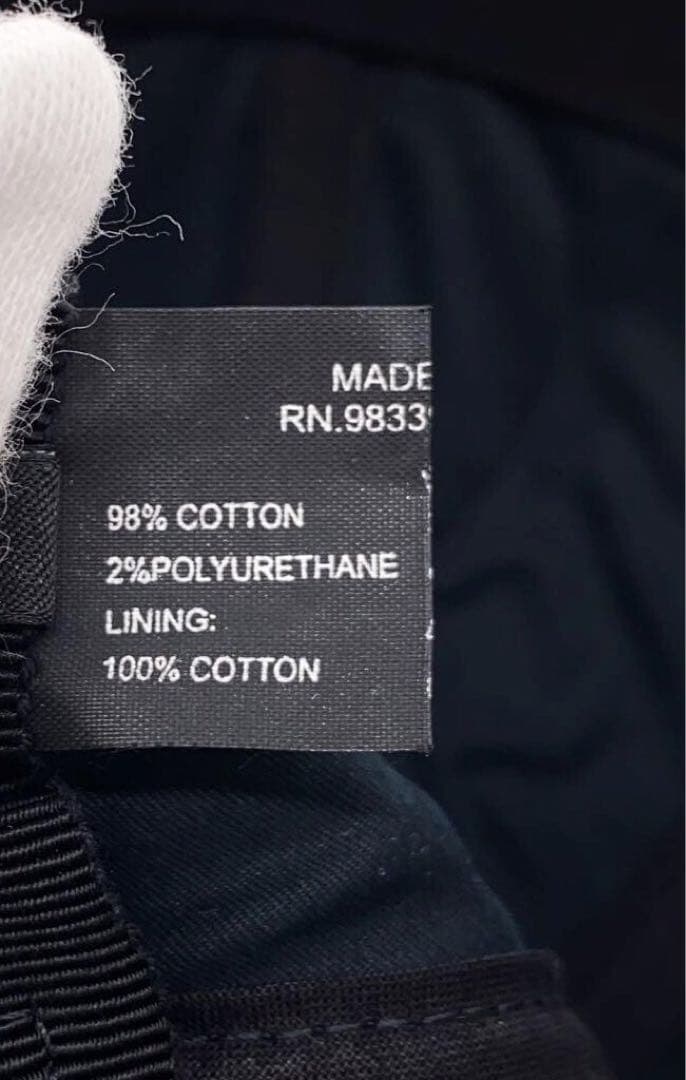 MADE
RN.9833
98% COTTON
2%POLYURETHANE
LINING:
100% COTTON